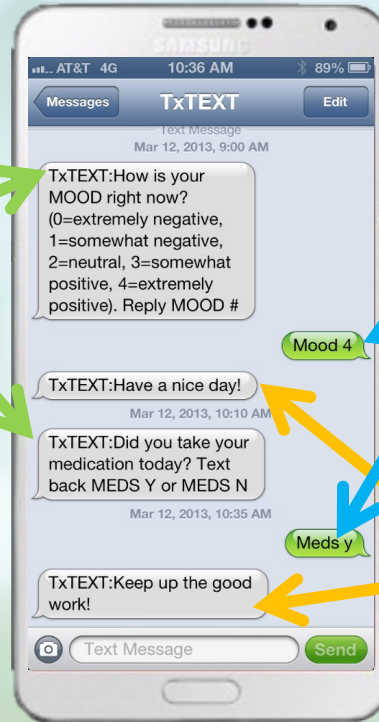 SAMSUNG
AT&T 4G 10:36 AM 89%
Messages TxTEXT Edit
Text Message
Mar 12, 2013, 9:00 AM
TxTEXT:How is your
MOOD right now?
(0=extremely negative,
1=somewhat negative,
2=neutral, 3=somewhat
positive, 4=extremely
positive). Reply MOOD #
Mood 4
TxTEXT:Have a nice day!
Mar 12, 2013, 10:10 AM
TxTEXT:Did you take your
medication today? Text
back MEDS Y or MEDS N
Mar 12, 2013, 10:35 AM
Meds y
TxTEXT:Keep up the good
work!
Text Message Send